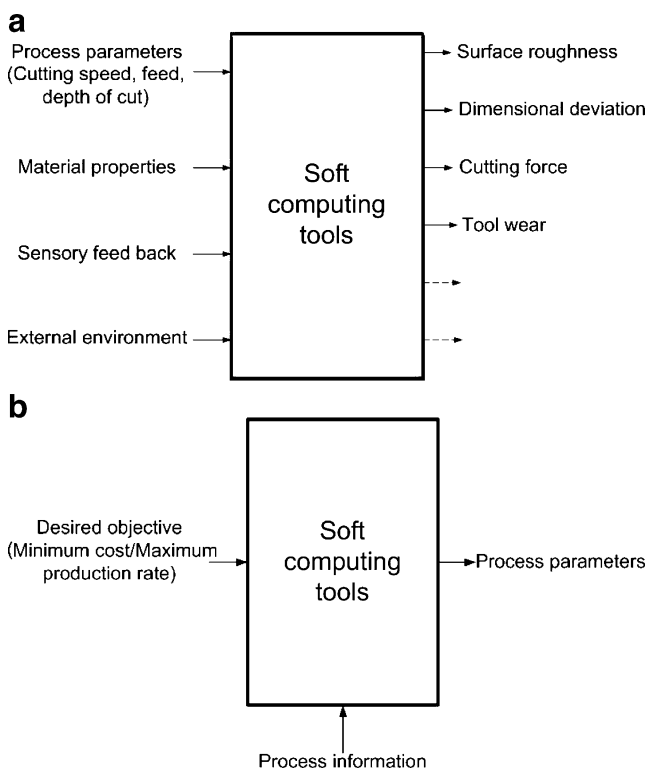 a
Process parameters
(Cutting speed, feed,
depth of cut)
Material properties
Sensory feed back
External environment
Soft
computing
tools
Surface roughness
Dimensional deviation
Cutting force
Tool wear
b
Desired objective
(Minimum cost/Maximum
production rate)
Soft
computing
tools
Process parameters
Process information